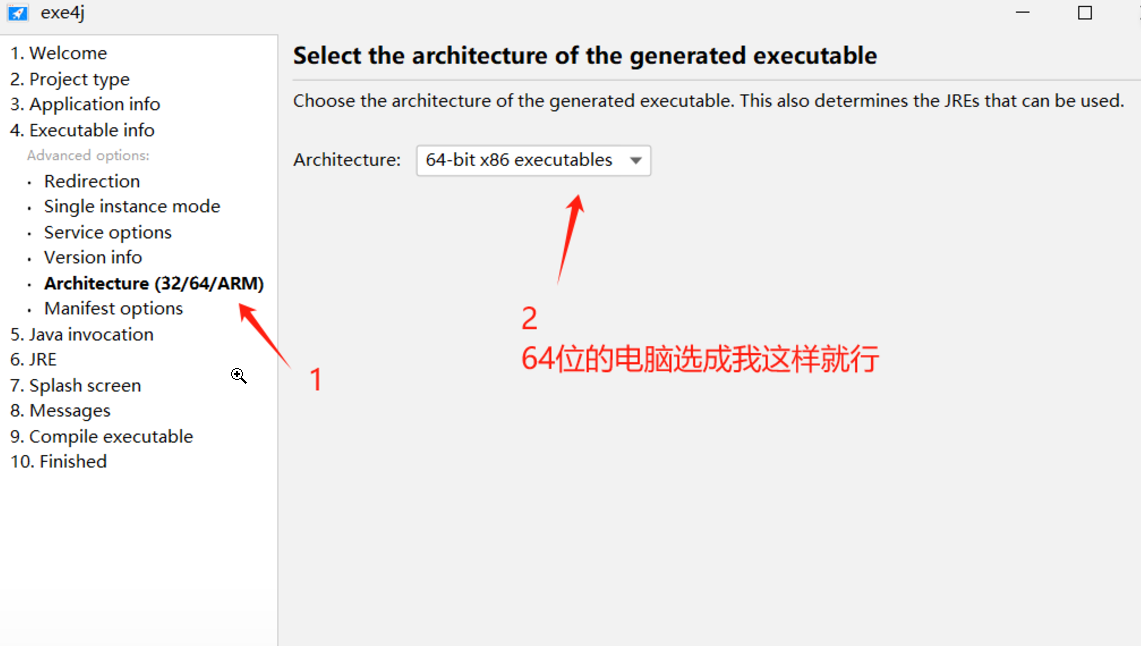 exe4j
1. Welcome
2. Project type
3. Application info
4. Executable info
Advanced options:
Redirection
Single instance mode
Service options
Version info
Architecture (32/64/ARM)
Manifest options
5. Java invocation
6. JRE
7. Splash screen
8. Messages
9. Compile executable
10. Finished
Select the architecture of the generated executable
Choose the architecture of the generated executable. This also determines the JREs that can be used.
Architecture: 64-bit x86 executables
1
2
64位的电脑选成我这样就行